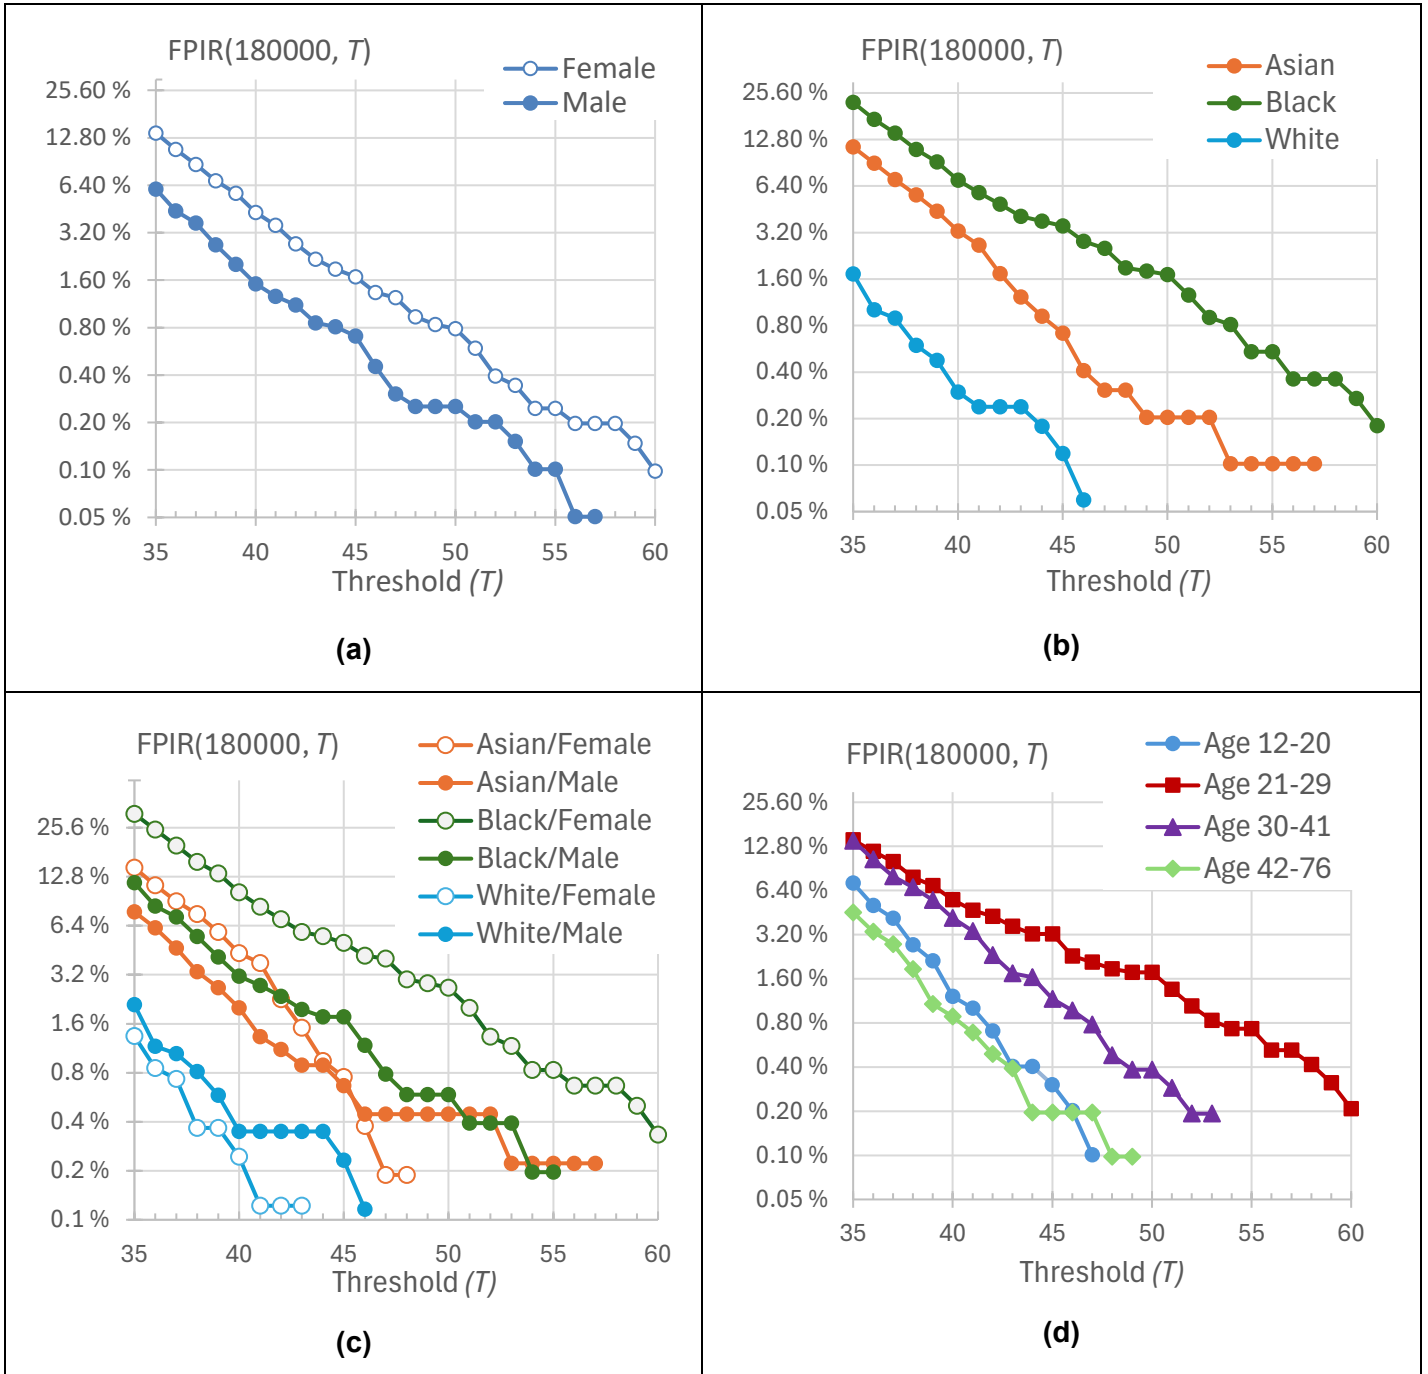 FPIR(180000, T)
Female
Male
25.60 %
12.80 %
6.40 %
3.20 %
1.60 %
0.80 %
0.40 %
0.20 %
0.10 %
0.05 %
35 40 45 50 55 60
Threshold (T)
(a)
FPIR(180000, T)
Asian
Black
White
25.60 %
12.80 %
6.40 %
3.20 %
1.60 %
0.80 %
0.40 %
0.20 %
0.10 %
0.05 %
35 40 45 50 55 60
Threshold (T)
(b)
FPIR(180000, T)
Asian/Female
Asian/Male
Black/Female
Black/Male
White/Female
White/Male
25.6 %
12.8 %
6.4 %
3.2 %
1.6 %
0.8 %
0.4 %
0.2 %
0.1 %
35 40 45 50 55 60
Threshold (T)
(c)
FPIR(180000, T)
Age 12-20
Age 21-29
Age 30-41
Age 42-76
25.60 %
12.80 %
6.40 %
3.20 %
1.60 %
0.80 %
0.40 %
0.20 %
0.10 %
0.05 %
35 40 45 50 55 60
Threshold (T)
(d)